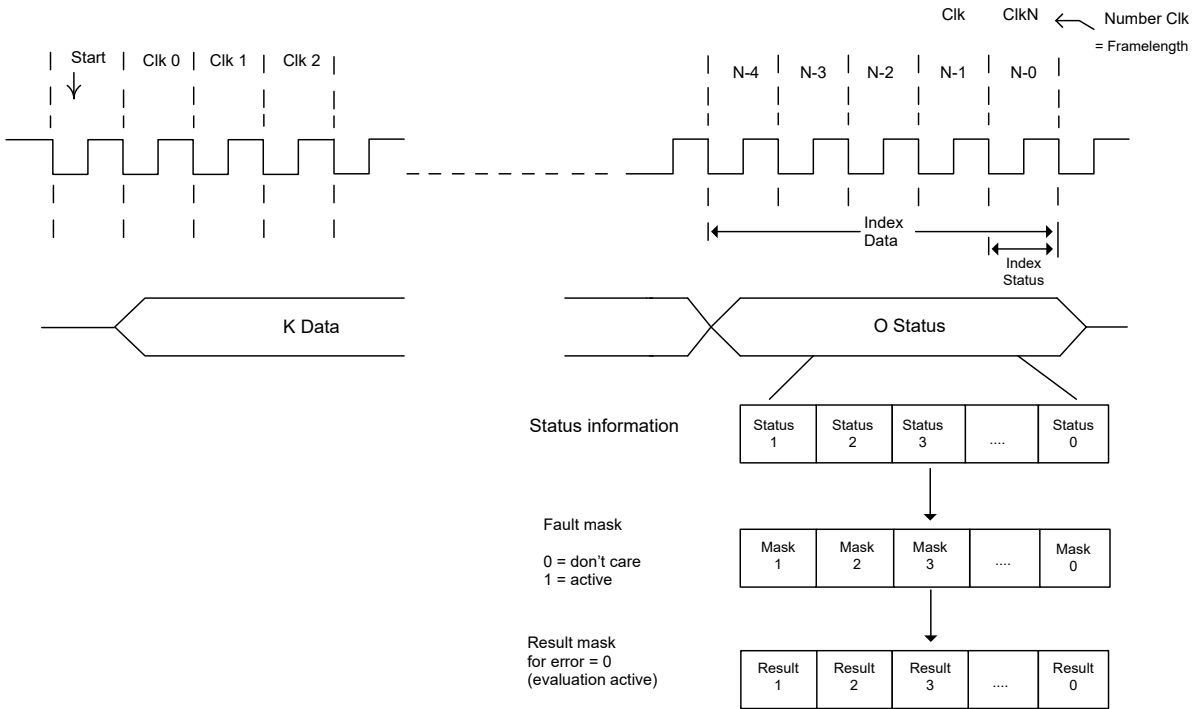 Clk ClkN Number Clk
= Framelength
Start Clk 0 Clk 1 Clk 2
N-4 N-3 N-2 N-1 N-0
Index
Data
Index
Status
K Data
O Status
Status information
Status
1
Status
2
Status
3
....
Status
0
Fault mask
0 = don't care
1 = active
Mask
1
Mask
2
Mask
3
....
Mask
0
Result mask
for error = 0
(evaluation active)
Result
1
Result
2
Result
3
....
Result
0